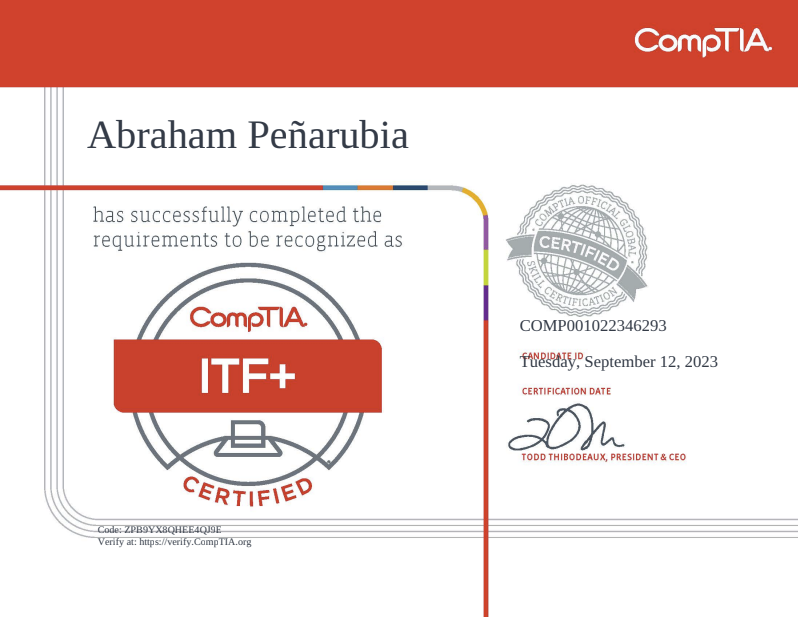 CompTIA.
Abraham Peñarubia
has successfully completed the
requirements to be recognized as
CompTIA.
ITF+
CERTIFIED
COMPTIA OFFICIAL GLOBAL
CERTIFIED
SKILL CERTIFICATION
COMP001022346293
CANDIDATE ID
Tuesday, September 12, 2023
CERTIFICATION DATE
TODD THIBODEAUX, PRESIDENT & CEO
Code: ZPB9YX8QHEE4QJ9E
Verify at: https://verify.CompTIA.org